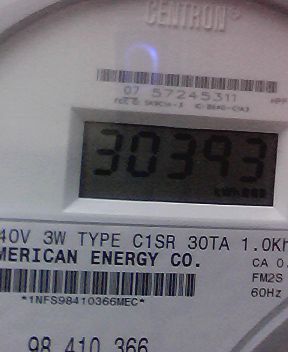 CENTRON®
07 57245311
30393
40V 3W TYPE C1SR 30TA 1.0Kh
MERICAN ENERGY CO.
CA 0.
FM2S
*1NFS98410366MEC*
60Hz
98 410 366